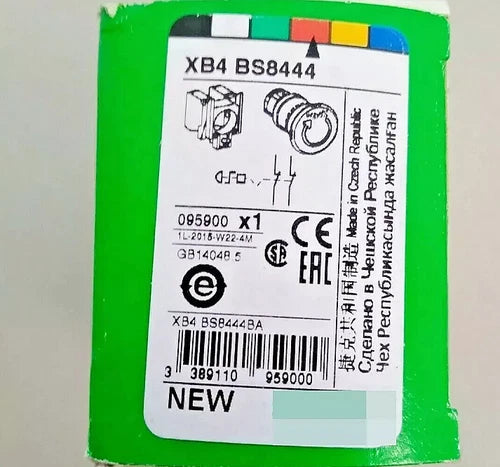 XB4 BS8444
095900 x1
1L-2015-W22-4M
GB14048.5
XB4 BS8444BA
3 389110 959000
NEW
CE
EAC
捷克共和国制造 Made in Czech Republic
Сделано в Чешской Республике
Чех Республикасында жасалған